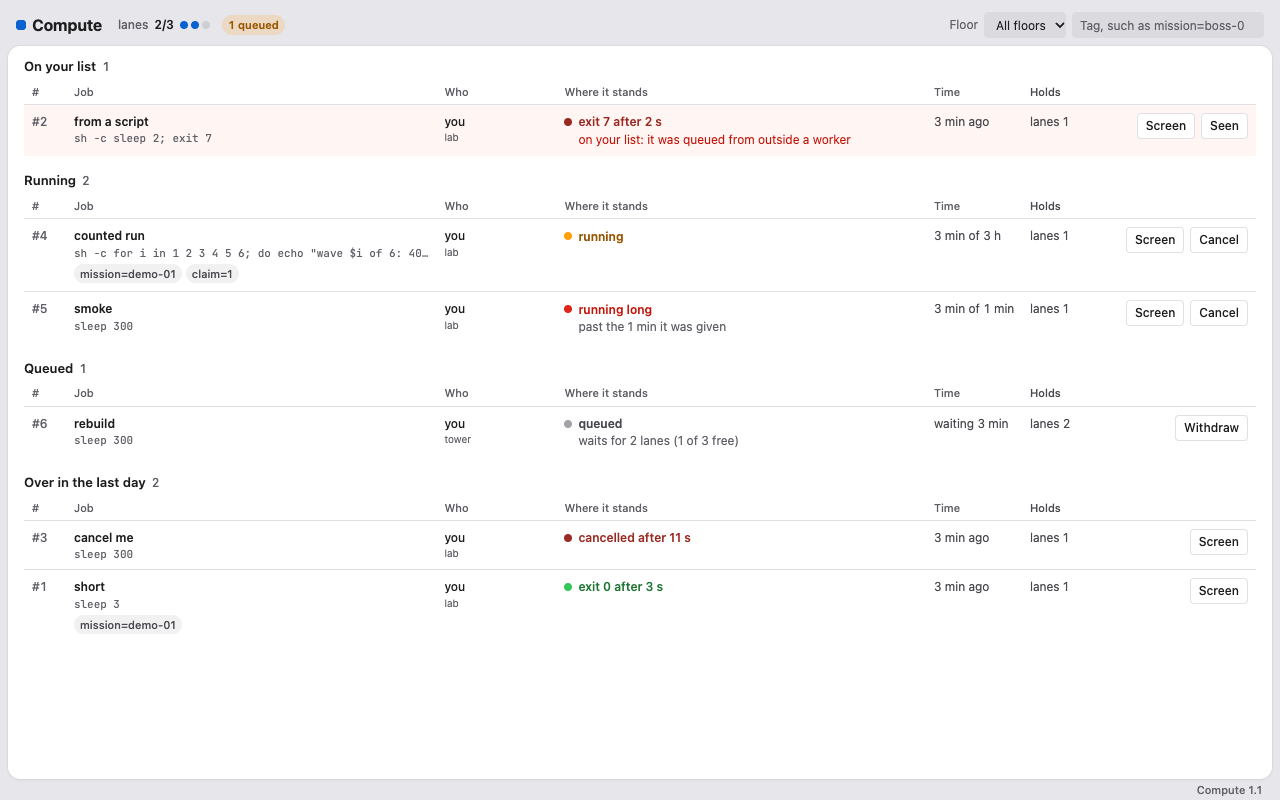 Compute lanes 2/3 1 queued Floor All floors Tag, such as mission=boss-0
On your list 1
# Job Who Where it stands Time Holds
#2 from a script you exit 7 after 2 s 3 min ago lanes 1 Screen Seen
sh -c sleep 2; exit 7 lab on your list: it was queued from outside a worker
Running 2
# Job Who Where it stands Time Holds
#4 counted run you running 3 min of 3 h lanes 1 Screen Cancel
sh -c for i in 1 2 3 4 5 6; do echo "wave $i of 6: 40… lab
mission=demo-01 claim=1
#5 smoke you running long 3 min of 1 min lanes 1 Screen Cancel
sleep 300 lab past the 1 min it was given
Queued 1
# Job Who Where it stands Time Holds
#6 rebuild you queued waiting 3 min lanes 2 Withdraw
sleep 300 tower waits for 2 lanes (1 of 3 free)
Over in the last day 2
# Job Who Where it stands Time Holds
#3 cancel me you cancelled after 11 s 3 min ago lanes 1 Screen
sleep 300 lab
#1 short you exit 0 after 3 s 3 min ago lanes 1 Screen
sleep 3 lab
mission=demo-01
Compute 1.1